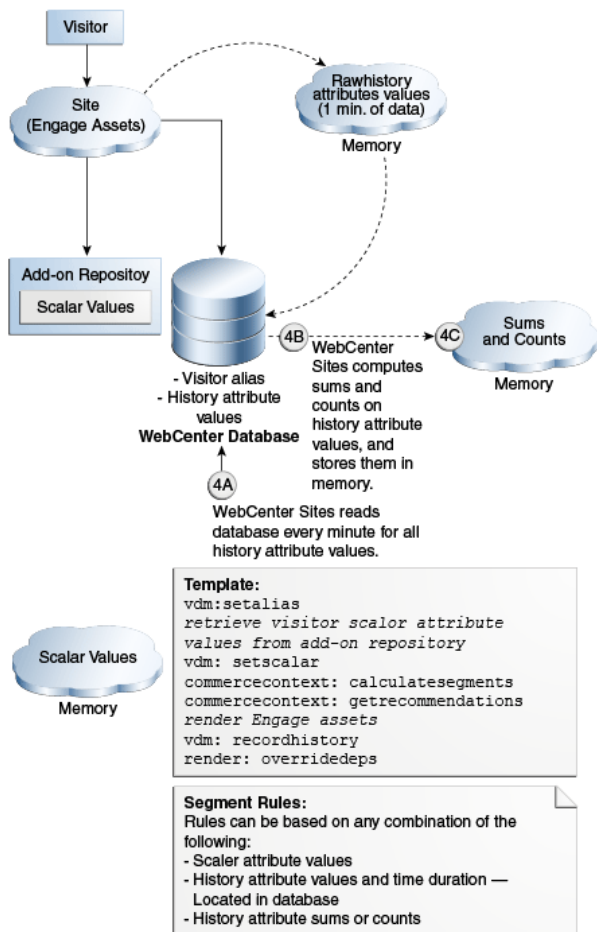 Visitor
Site
(Engage Assets)
Rawhistory
attributes values
(1 min. of data)
Memory
Add-on Repositoy
Scalar Values
- Visitor alias
- History attribute
values
WebCenter Database
4B
WebCenter
Sites computes
sums and
counts on
history attribute
values, and
stores them in
memory.
4C
Sums
and Counts
Memory
4A
WebCenter Sites reads
database every minute for all
history attribute values.
Scalar Values
Memory
Template:
vdm:setalias
retrieve visitor scalor attribute
values from add-on repository
vdm: setscalar
commercecontext: calculatesegments
commercecontext: getrecommendations
render Engage assets
vdm: recordhistory
render: overridedeps
Segment Rules:
Rules can be based on any combination of the
following:
- Scaler attribute values
- History attribute values and time duration —
Located in database
- History attribute sums or counts